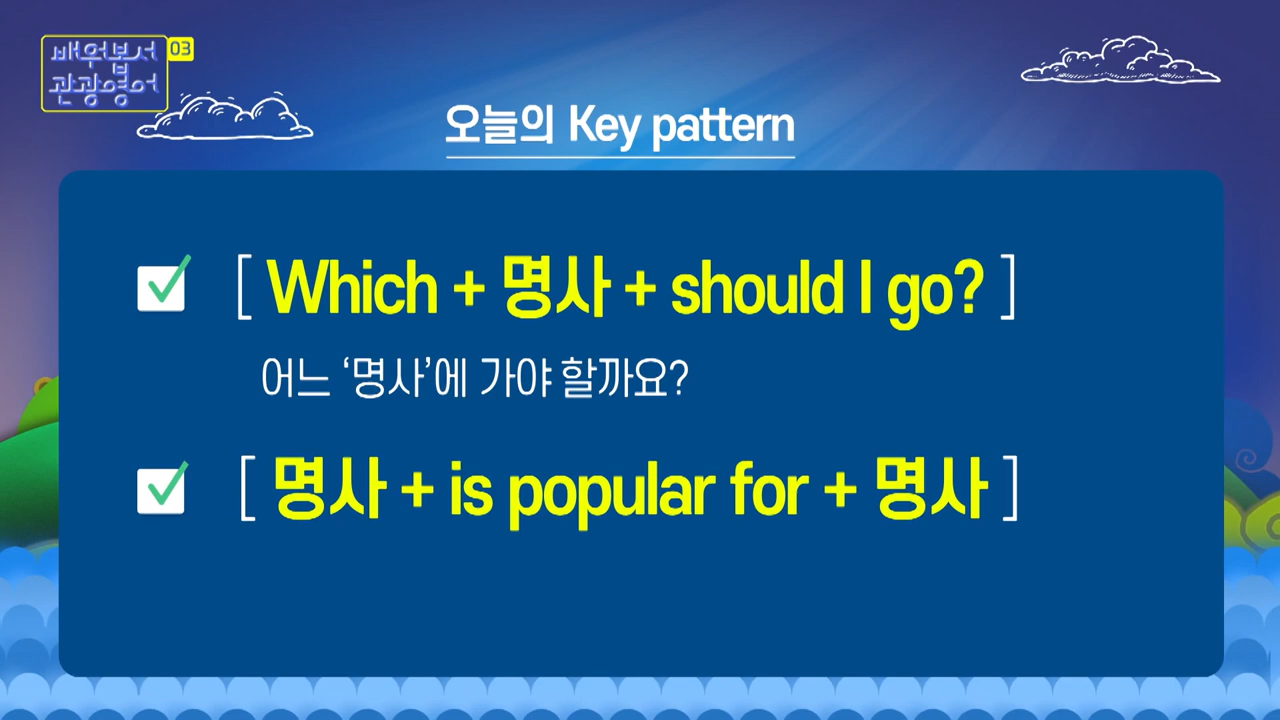 배워봅서
관광영어
03
오늘의 Key pattern
[ Which + 명사 + should I go? ]
어느 ‘명사’에 가야 할까요?
[ 명사 + is popular for + 명사 ]